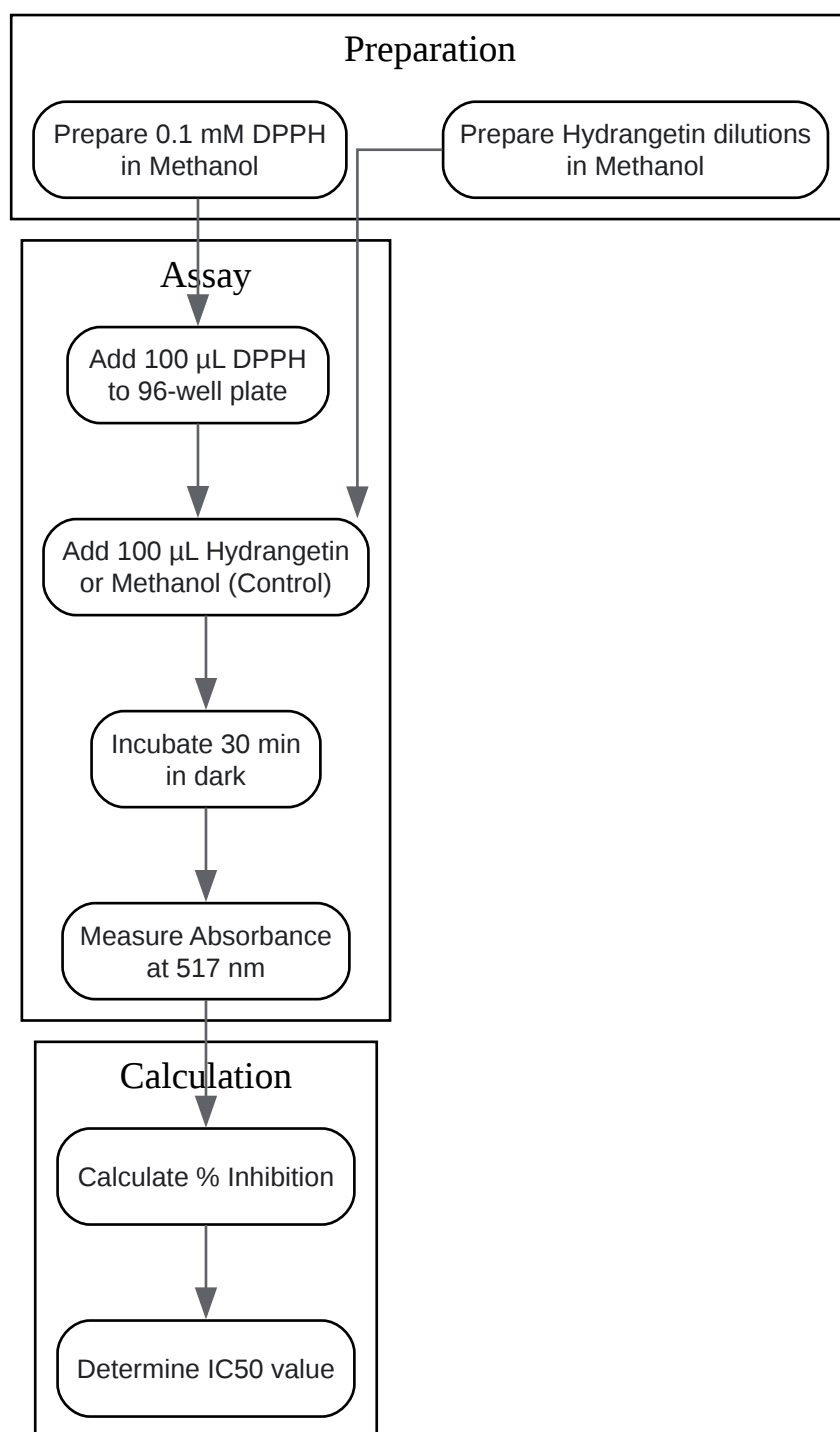 Preparation
Prepare 0.1 mM DPPH
in Methanol
Prepare Hydrangetin dilutions
in Methanol
Assay
Add 100 µL DPPH
to 96-well plate
Add 100 µL Hydrangetin
or Methanol (Control)
Incubate 30 min
in dark
Measure Absorbance
at 517 nm
Calculation
Calculate % Inhibition
Determine IC50 value